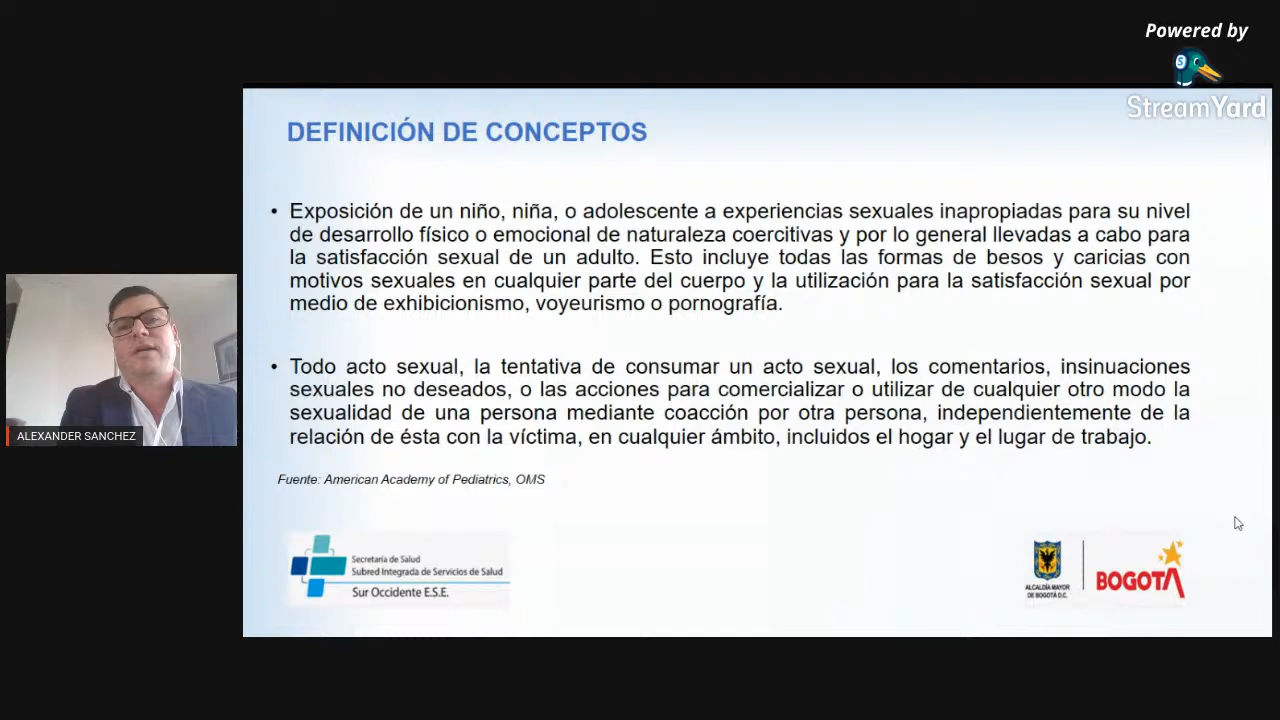 Powered by
StreamYard
DEFINICIÓN DE CONCEPTOS
• Exposición de un niño, niña, o adolescente a experiencias sexuales inapropiadas para su nivel
de desarrollo físico o emocional de naturaleza coercitivas y por lo general llevadas a cabo para
la satisfacción sexual de un adulto. Esto incluye todas las formas de besos y caricias con
motivos sexuales en cualquier parte del cuerpo y la utilización para la satisfacción sexual por
medio de exhibicionismo, voyeurismo o pornografía.
• Todo acto sexual, la tentativa de consumar un acto sexual, los comentarios, insinuaciones
sexuales no deseados, o las acciones para comercializar o utilizar de cualquier otro modo la
sexualidad de una persona mediante coacción por otra persona, independientemente de la
relación de ésta con la víctima, en cualquier ámbito, incluidos el hogar y el lugar de trabajo.
Fuente: American Academy of Pediatrics, OMS
ALEXANDER SANCHEZ
Secretaría de Salud
Subred Integrada de Servicios de Salud
Sur Occidente E.S.E.
ALCALDÍA MAYOR
DE BOGOTÁ D.C.
BOGOTÁ